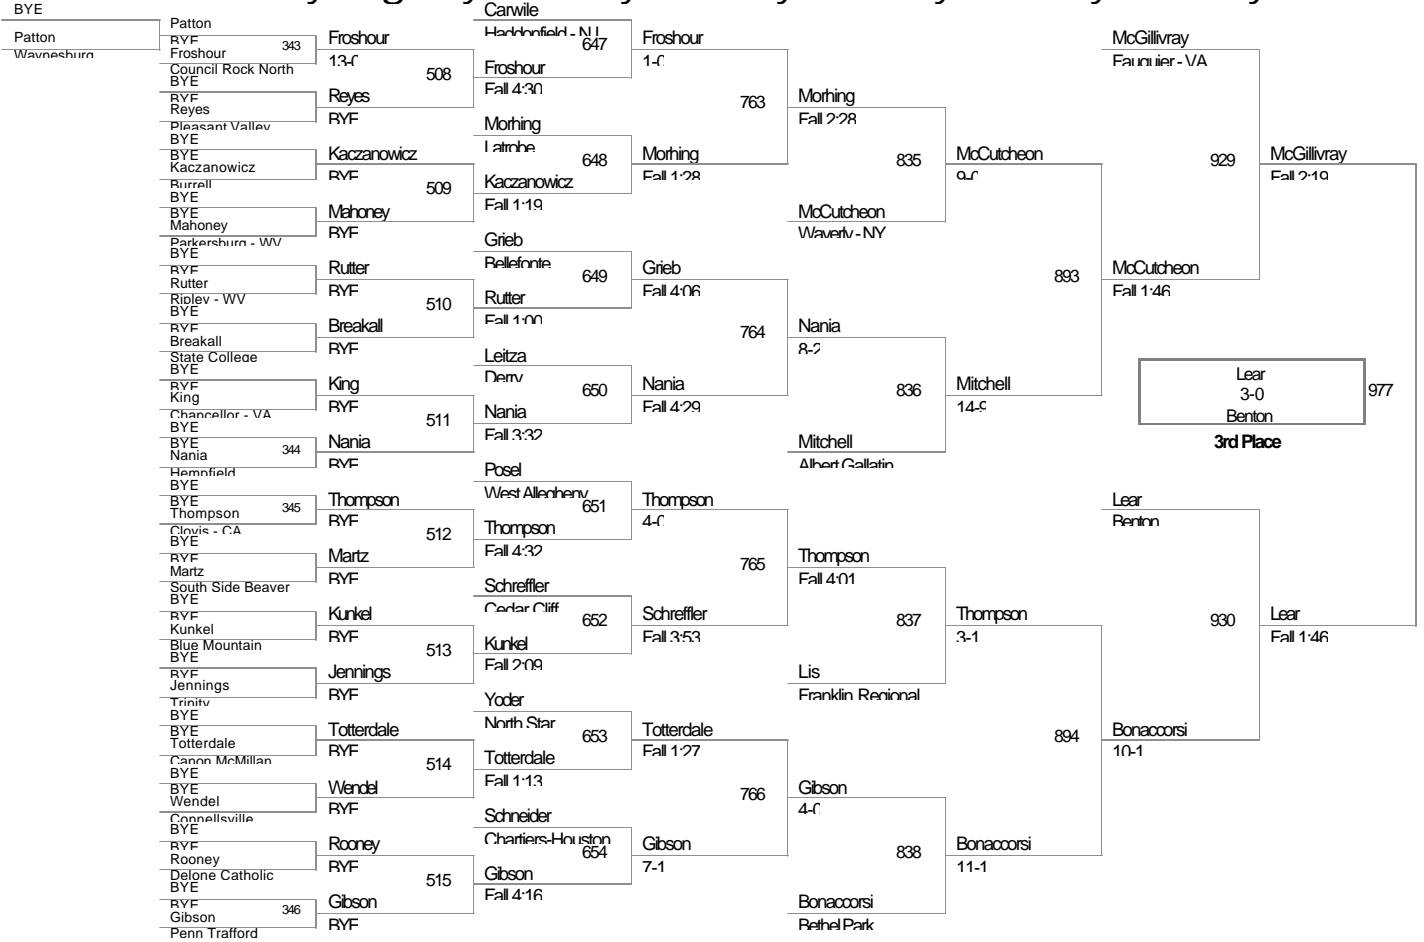 BYE
Patton
Waynesburg
Patton
BYE
Froshour
343
Council Rock North
BYE
BYE
Reyes
Pleasant Valley
BYE
BYE
Kaczanowicz
Burrell
BYE
BYE
Mahoney
Parkersburg - WV
BYE
BYE
Rutter
Ripley - WV
BYE
BYE
Breakall
State College
BYE
BYE
King
Chancellor - VA
BYE
BYE
Nania
344
Hempfield
BYE
BYE
Thompson
345
Clovis - CA
BYE
BYE
Martz
South Side Beaver
BYE
BYE
Kunkel
Blue Mountain
BYE
BYE
Jennings
Trinity
BYE
BYE
Totterdale
Canon McMillan
BYE
BYE
Wendel
Connellsville
BYE
BYE
Rooney
Delone Catholic
BYE
BYE
Gibson
346
Penn Trafford
Froshour
13-0
508
Reyes
BYE
Kaczanowicz
BYE
509
Mahoney
BYE
Rutter
BYE
510
Breakall
BYE
King
BYE
511
Nania
BYE
Thompson
BYE
512
Martz
BYE
Kunkel
BYE
513
Jennings
BYE
Totterdale
BYE
514
Wendel
BYE
Rooney
BYE
515
Gibson
BYE
Carwile
Haddonfield - NJ
647
Froshour
Fall 4:30
Morhing
Latrobe
648
Kaczanowicz
Fall 1:19
Grieb
Bellefonte
649
Rutter
Fall 1:00
Leitza
Derry
650
Nania
Fall 3:32
Posel
West Allegheny
651
Thompson
Fall 4:32
Schreffler
Cedar Cliff
652
Kunkel
Fall 2:09
Yoder
North Star
653
Totterdale
Fall 1:13
Schneider
Chartiers-Houston
654
Gibson
Fall 4:16
Froshour
1-0
763
Morhing
Fall 1:28
Grieb
Fall 4:06
764
Nania
Fall 4:29
Thompson
4-0
765
Schreffler
Fall 3:53
Totterdale
Fall 1:27
766
Gibson
7-1
Morhing
Fall 2:28
835
McCutcheon
Waverly - NY
Nania
8-2
836
Mitchell
Albert Gallatin
Thompson
Fall 4:01
837
Lis
Franklin Regional
Gibson
4-0
838
Bonaccorsi
Bethel Park
McCutcheon
9-0
893
Mitchell
14-9
Thompson
3-1
894
Bonaccorsi
11-1
McGillivray
Fauquier - VA
929
McCutcheon
Fall 1:46
Lear
Benton
930
Bonaccorsi
10-1
McGillivray
Fall 2:19
Lear
3-0
Benton
977
3rd Place
Lear
Fall 1:46